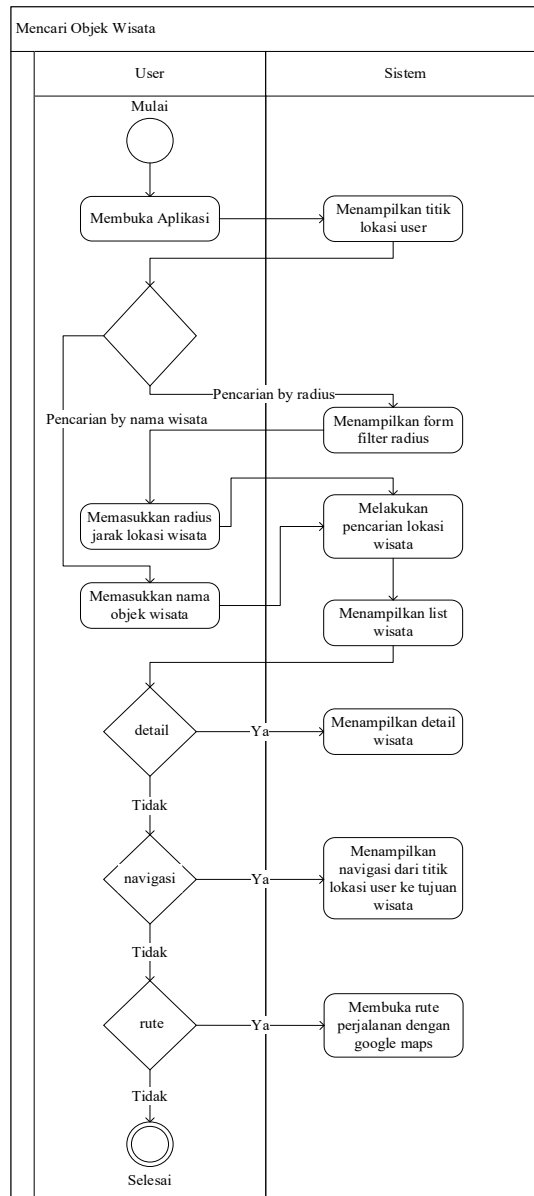 Mencari Objek Wisata
User
Sistem
Mulai
Membuka Aplikasi
Menampilkan titik
lokasi user
Pencarian by radius
Pencarian by nama wisata
Menampilkan form
filter radius
Memasukkan radius
jarak lokasi wisata
Melakukan
pencarian lokasi
wisata
Memasukkan nama
objek wisata
Menampilkan list
wisata
detail
Ya
Menampilkan detail
wisata
Tidak
navigasi
Ya
Menampilkan
navigasi dari titik
lokasi user ke tujuan
wisata
Tidak
rute
Ya
Membuka rute
perjalanan dengan
google maps
Tidak
Selesai